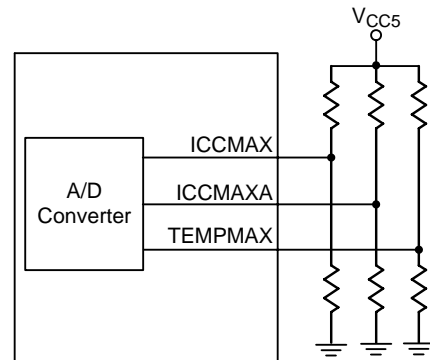 VCC5
ICCMAX
A/D
Converter
ICCMAXA
TEMPMAX